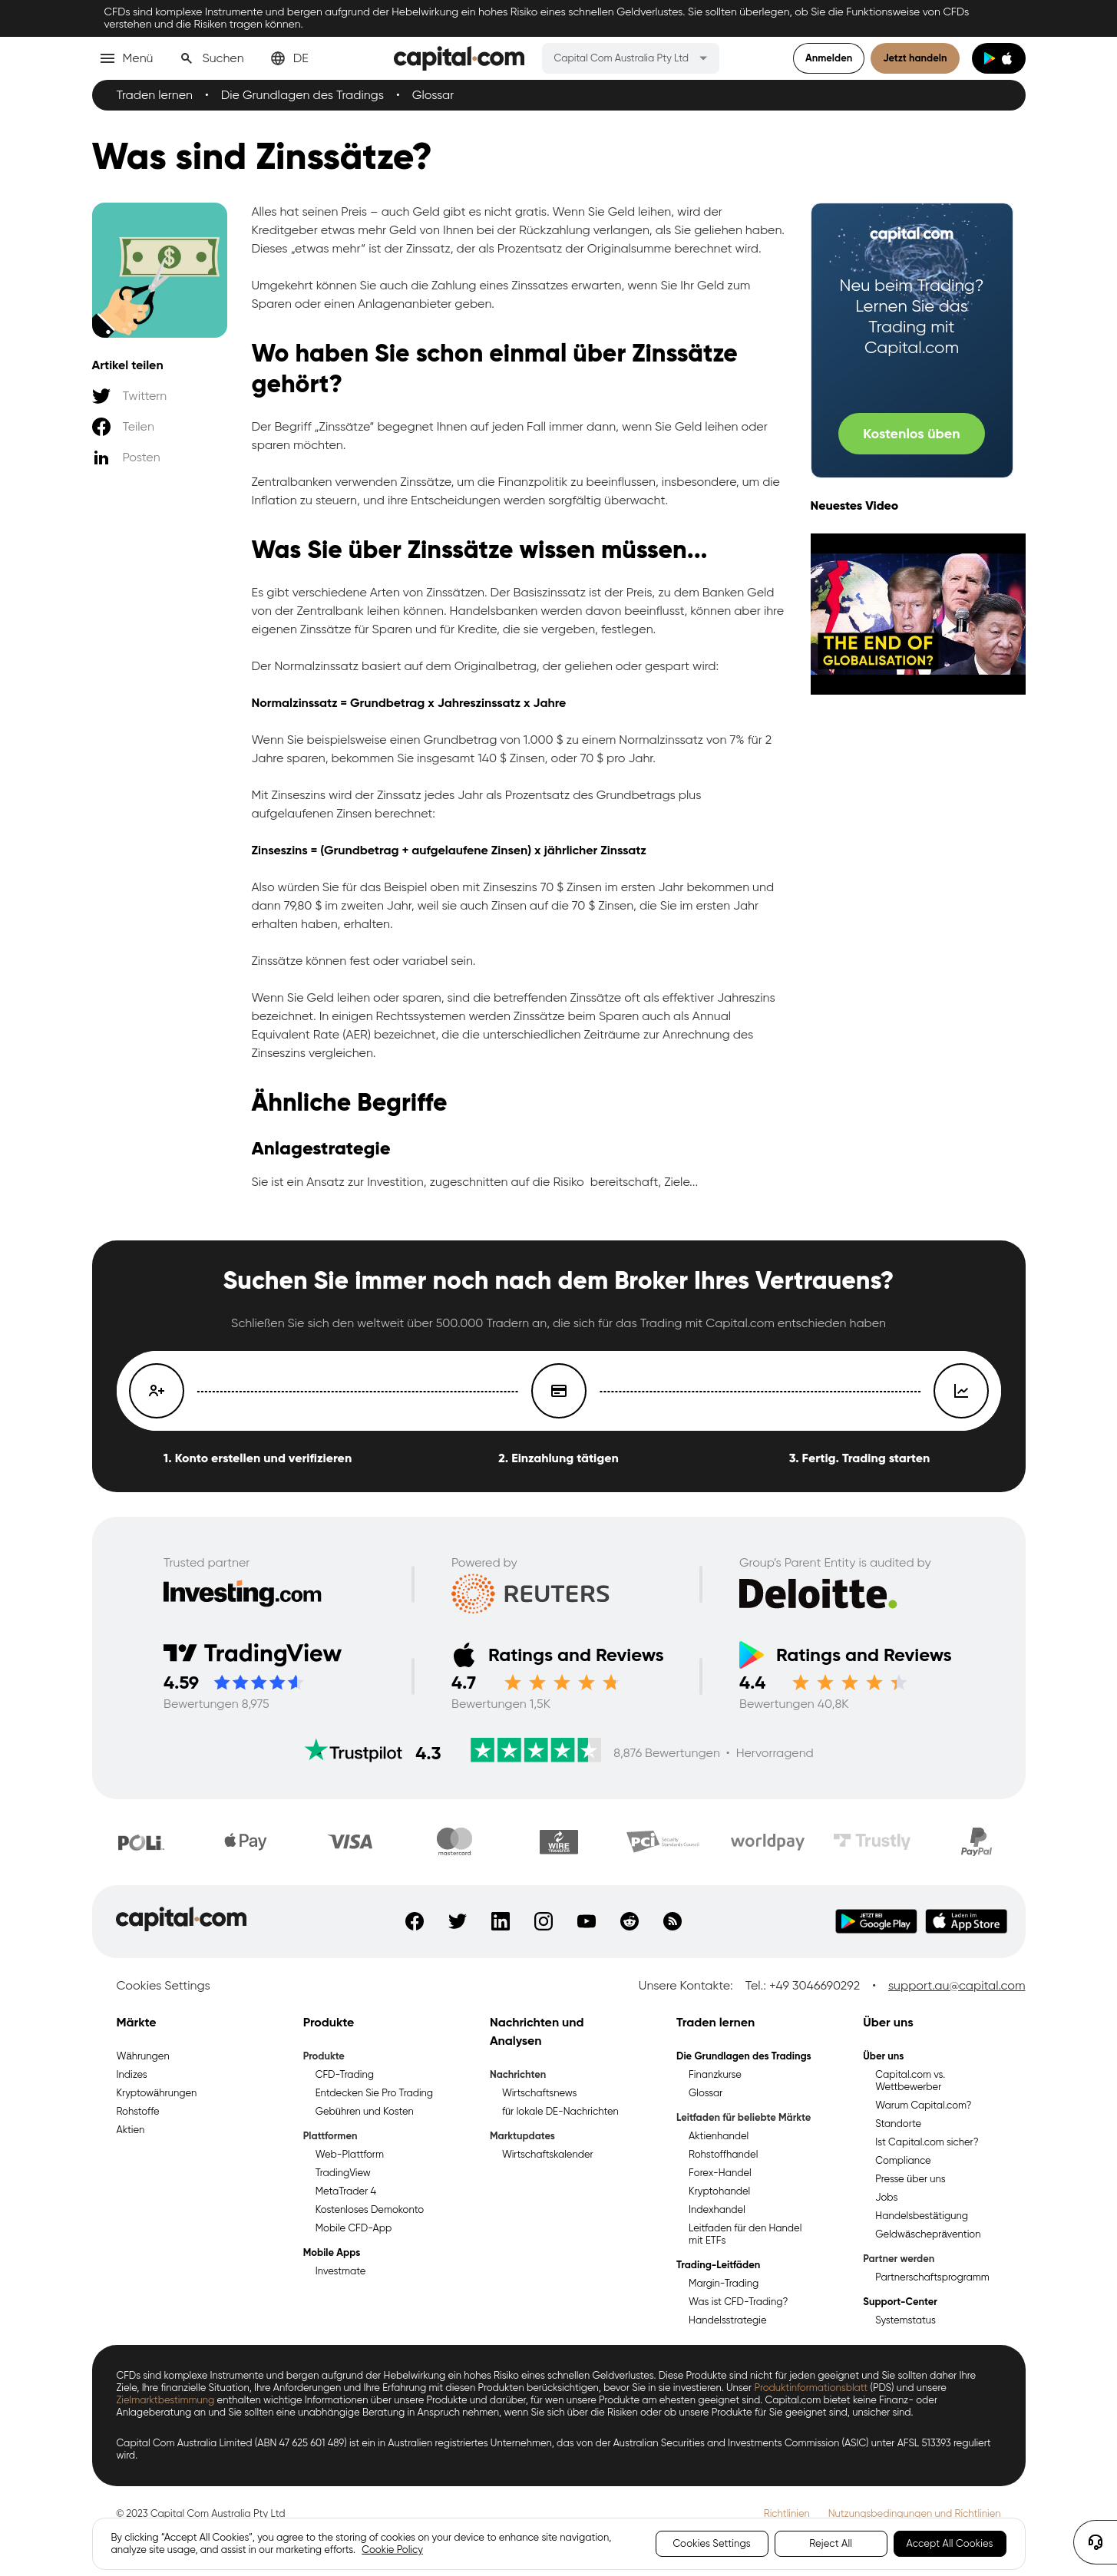 CFDs sind komplexe Instrumente und bergen aufgrund der Hebelwirkung ein hohes Risiko eines schnellen Geldverlustes. Sie sollten überlegen, ob Sie die Funktionsweise von CFDs
verstehen und die Risiken tragen können.
Menü
Suchen
DE
capital.com
Capital Com Australia Pty Ltd
Anmelden
Jetzt handeln
Traden lernen • Die Grundlagen des Tradings • Glossar
Was sind Zinssätze?
Artikel teilen
Twittern
Teilen
Posten
Alles hat seinen Preis – auch Geld gibt es nicht gratis. Wenn Sie Geld leihen, wird der
Kreditgeber etwas mehr Geld von Ihnen bei der Rückzahlung verlangen, als Sie geliehen haben.
Dieses „etwas mehr“ ist der Zinssatz, der als Prozentsatz der Originalsumme berechnet wird.
Umgekehrt können Sie auch die Zahlung eines Zinssatzes erwarten, wenn Sie Ihr Geld zum
Sparen oder einen Anlagenanbieter geben.
Wo haben Sie schon einmal über Zinssätze
gehört?
Der Begriff „Zinssätze“ begegnet Ihnen auf jeden Fall immer dann, wenn Sie Geld leihen oder
sparen möchten.
Zentralbanken verwenden Zinssätze, um die Finanzpolitik zu beeinflussen, insbesondere, um die
Inflation zu steuern, und ihre Entscheidungen werden sorgfältig überwacht.
Was Sie über Zinssätze wissen müssen...
Es gibt verschiedene Arten von Zinssätzen. Der Basiszinssatz ist der Preis, zu dem Banken Geld
von der Zentralbank leihen können. Handelsbanken werden davon beeinflusst, können aber ihre
eigenen Zinssätze für Sparen und für Kredite, die sie vergeben, festlegen.
Der Normalzinssatz basiert auf dem Originalbetrag, der geliehen oder gespart wird:
Normalzinssatz = Grundbetrag x Jahreszinssatz x Jahre
Wenn Sie beispielsweise einen Grundbetrag von 1.000 $ zu einem Normalzinssatz von 7% für 2
Jahre sparen, bekommen Sie insgesamt 140 $ Zinsen, oder 70 $ pro Jahr.
Mit Zinseszins wird der Zinssatz jedes Jahr als Prozentsatz des Grundbetrags plus
aufgelaufenen Zinsen berechnet:
Zinseszins = (Grundbetrag + aufgelaufene Zinsen) x jährlicher Zinssatz
Also würden Sie für das Beispiel oben mit Zinseszins 70 $ Zinsen im ersten Jahr bekommen und
dann 79,80 $ im zweiten Jahr, weil sie auch Zinsen auf die 70 $ Zinsen, die Sie im ersten Jahr
erhalten haben, erhalten.
Zinssätze können fest oder variabel sein.
Wenn Sie Geld leihen oder sparen, sind die betreffenden Zinssätze oft als effektiver Jahreszins
bezeichnet. In einigen Rechtssystemen werden Zinssätze beim Sparen auch als Annual
Equivalent Rate (AER) bezeichnet, die die unterschiedlichen Zeiträume zur Anrechnung des
Zinseszins vergleichen.
Ähnliche Begriffe
Anlagestrategie
Sie ist ein Ansatz zur Investition, zugeschnitten auf die Risiko bereitschaft, Ziele...
capital.com
Neu beim Trading?
Lernen Sie das
Trading mit
Capital.com
Kostenlos üben
Neuestes Video
THE END OF
GLOBALISATION?
Suchen Sie immer noch nach dem Broker Ihres Vertrauens?
Schließen Sie sich den weltweit über 500.000 Tradern an, die sich für das Trading mit Capital.com entschieden haben
1. Konto erstellen und verifizieren
2. Einzahlung tätigen
3. Fertig. Trading starten
Trusted partner
Investing.com
Powered by
REUTERS
Group's Parent Entity is audited by
Deloitte.
TradingView
4.59
Bewertungen 8,975
Ratings and Reviews
4.7
Bewertungen 1,5K
Ratings and Reviews
4.4
Bewertungen 40,8K
Trustpilot 4.3
8,876 Bewertungen • Hervorragend
POLi
Pay
VISA
mastercard
WIRE TRANSFER
PCI Security Standards Council
worldpay
Trustly
PayPal
capital.com
JETZT BEI
Google Play
Laden im
App Store
Cookies Settings
Unsere Kontakte: Tel.: +49 3046690292 • support.au@capital.com
Märkte
Währungen
Indizes
Kryptowährungen
Rohstoffe
Aktien
Produkte
Produkte
CFD-Trading
Entdecken Sie Pro Trading
Gebühren und Kosten
Plattformen
Web-Plattform
TradingView
MetaTrader 4
Kostenloses Demokonto
Mobile CFD-App
Mobile Apps
Investmate
Nachrichten und
Analysen
Nachrichten
Wirtschaftsnews
für lokale DE-Nachrichten
Marktupdates
Wirtschaftskalender
Traden lernen
Die Grundlagen des Tradings
Finanzkurse
Glossar
Leitfaden für beliebte Märkte
Aktienhandel
Rohstoffhandel
Forex-Handel
Kryptohandel
Indexhandel
Leitfaden für den Handel
mit ETFs
Trading-Leitfäden
Margin-Trading
Was ist CFD-Trading?
Handelsstrategie
Über uns
Über uns
Capital.com vs.
Wettbewerber
Warum Capital.com?
Standorte
Ist Capital.com sicher?
Compliance
Presse über uns
Jobs
Handelsbestätigung
Geldwäscheprävention
Partner werden
Partnerschaftsprogramm
Support-Center
Systemstatus
CFDs sind komplexe Instrumente und bergen aufgrund der Hebelwirkung ein hohes Risiko eines schnellen Geldverlustes. Diese Produkte sind nicht für jeden geeignet und Sie sollten daher Ihre
Ziele, Ihre finanzielle Situation, Ihre Anforderungen und Ihre Erfahrung mit diesen Produkten berücksichtigen, bevor Sie in sie investieren. Unser Produktinformationsblatt (PDS) und unsere
Zielmarktbestimmung enthalten wichtige Informationen über unsere Produkte und darüber, für wen unsere Produkte am ehesten geeignet sind. Capital.com bietet keine Finanz- oder
Anlageberatung an und Sie sollten eine unabhängige Beratung in Anspruch nehmen, wenn Sie sich über die Risiken oder ob unsere Produkte für Sie geeignet sind, unsicher sind.
Capital Com Australia Limited (ABN 47 625 601 489) ist ein in Australien registriertes Unternehmen, das von der Australian Securities and Investments Commission (ASIC) unter AFSL 513393 reguliert
wird.
© 2023 Capital Com Australia Pty Ltd
Richtlinien
Nutzungsbedingungen und Richtlinien
By clicking “Accept All Cookies”, you agree to the storing of cookies on your device to enhance site navigation,
analyze site usage, and assist in our marketing efforts. Cookie Policy
Cookies Settings
Reject All
Accept All Cookies